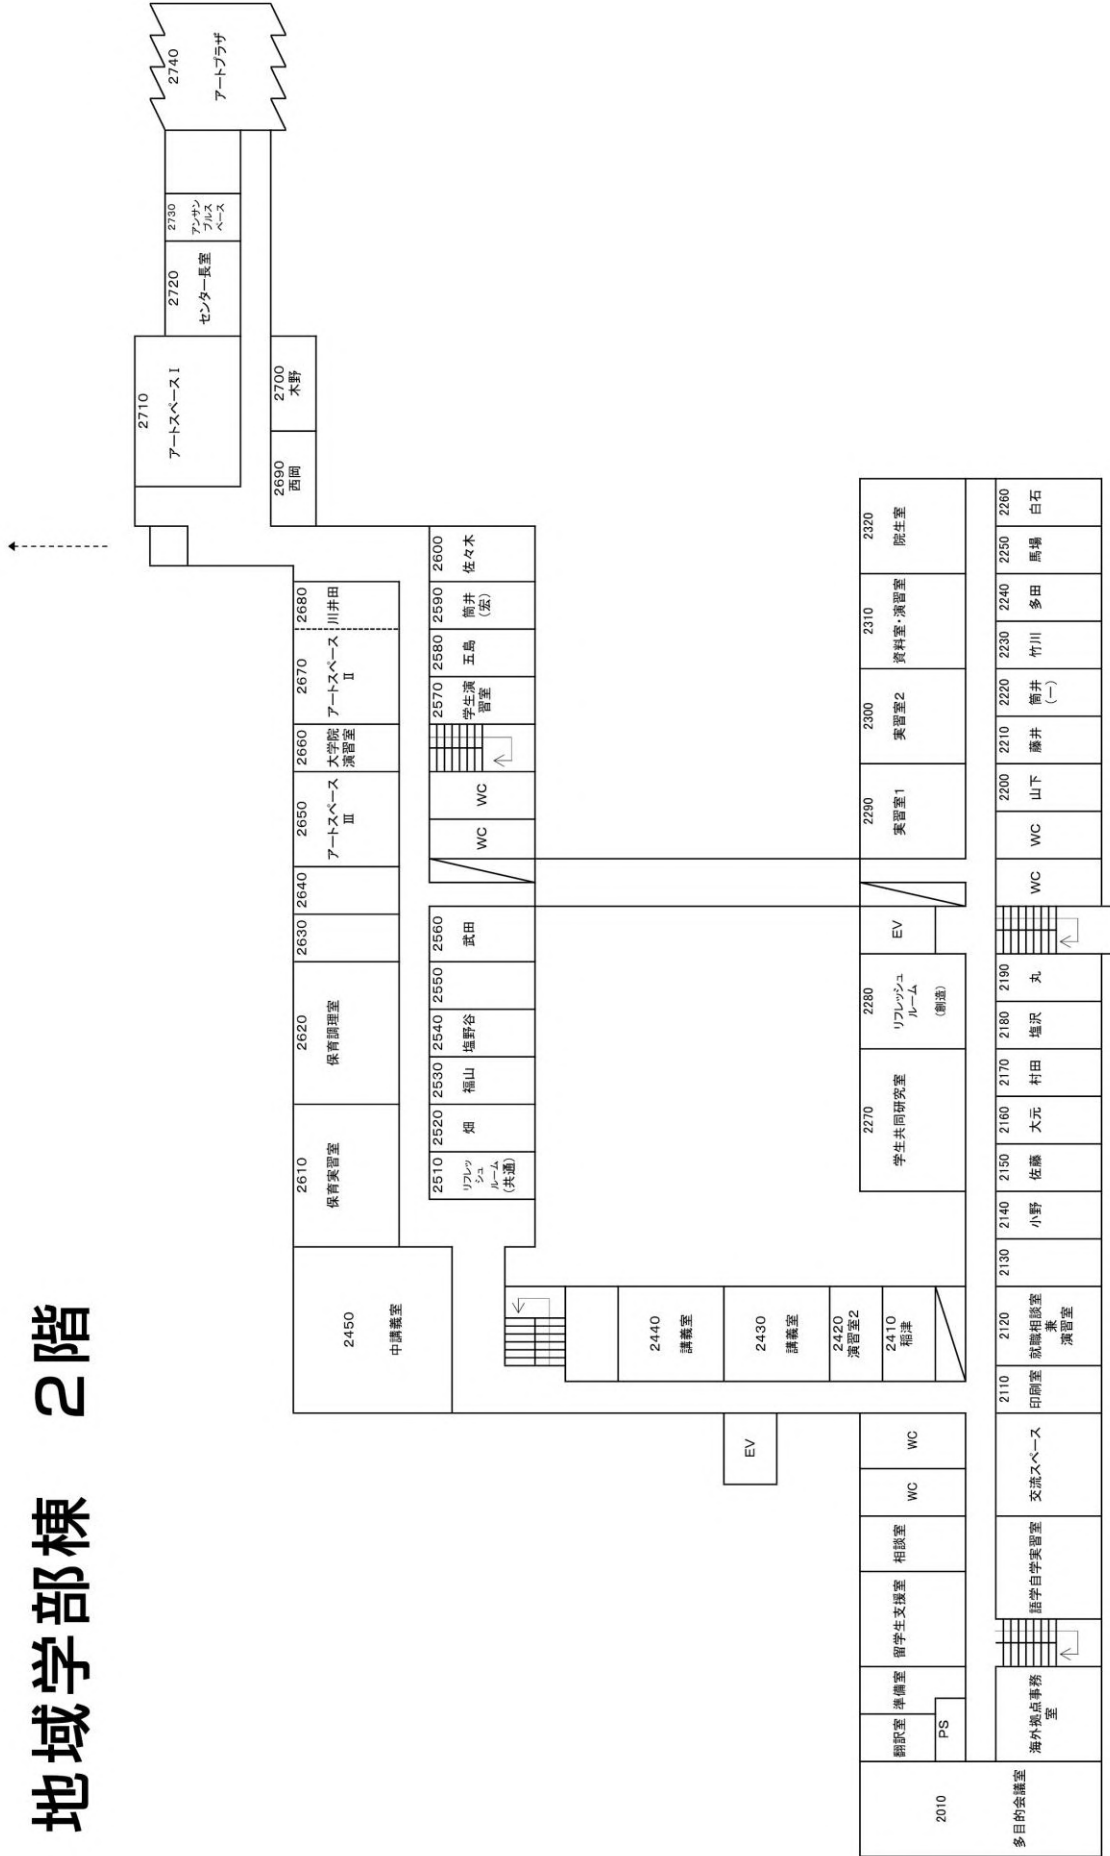 地域学部棟　２階
2740
アートプラザ
2730
アンサン
ブルス
ペース
2720
センター長室
2710
アートスペースⅠ
2700
木野
2690
西岡
2450
中講義室
2610
保育実習室
2620
保育調理室
2630
2640
2650
アートスペース
Ⅲ
2660
大学院
演習室
2670
アートスペース
Ⅱ
2680
川井田
2510
リフレッ
シュ
ルーム
(共通)
2520
畑
2530
福山
2540
塩野谷
2550
2560
武田
WC
WC
2570
学生演
習室
2580
五島
2590
筒井
(宏)
2600
佐々木
2440
講義室
2430
講義室
2420
演習室2
2410
稲津
EV
2010
多目的会議室
翻訳室
PS
準備室
留学生支援室
相談室
WC
WC
2270
学生共同研究室
2280
リフレッシュ
ルーム
(創造)
EV
2290
実習室1
2300
実習室2
2310
資料室・演習室
2320
院生室
海外拠点事務
室
語学自学実習室
交流スペース
2110
印刷室
2120
就職相談室
兼
演習室
2130
2140
小野
2150
佐藤
2160
大元
2170
村田
2180
塩沢
2190
丸
WC
WC
2200
山下
2210
藤井
2220
筒井
(一)
2230
竹川
2240
多田
2250
馬場
2260
白石